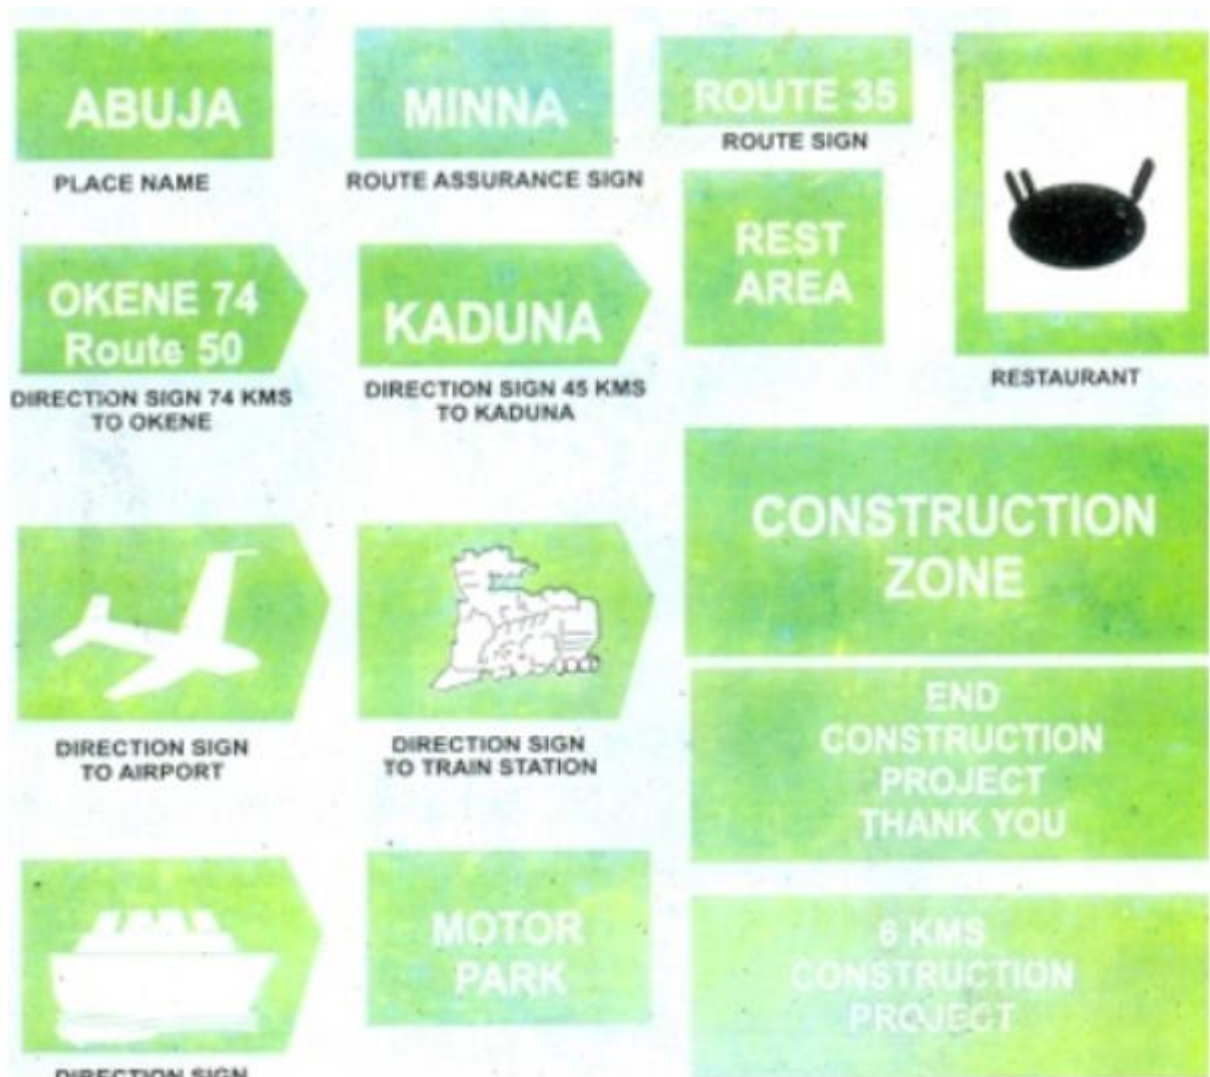 ABUJA
PLACE NAME
MINNA
ROUTE ASSURANCE SIGN
ROUTE 35
ROUTE SIGN
REST
AREA
RESTAURANT
OKENE 74
Route 50
DIRECTION SIGN 74 KMS
TO OKENE
KADUNA
DIRECTION SIGN 45 KMS
TO KADUNA
CONSTRUCTION
ZONE
DIRECTION SIGN
TO AIRPORT
DIRECTION SIGN
TO TRAIN STATION
END
CONSTRUCTION
PROJECT
THANK YOU
MOTOR
PARK
6 KMS
CONSTRUCTION
PROJECT
DIRECTION SIGN